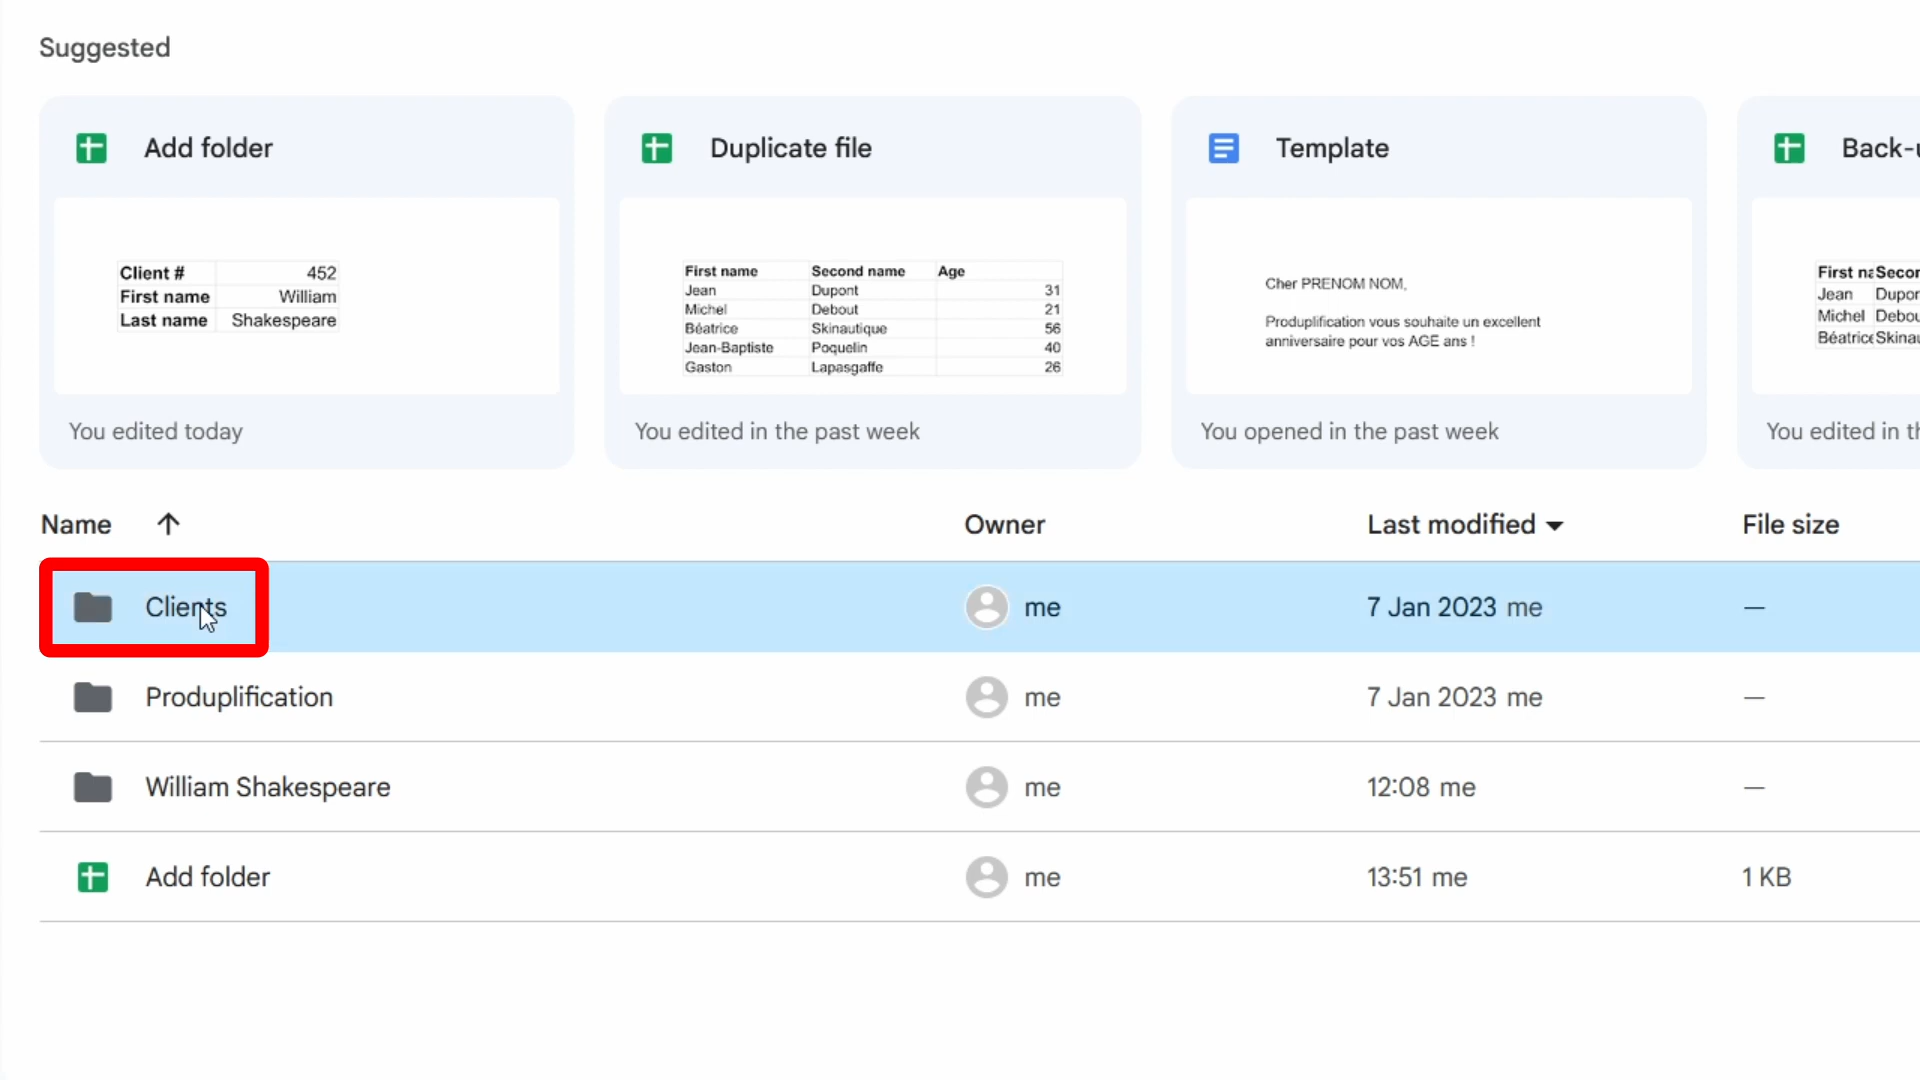 Suggested
Add folder
Client # 452
First name William
Last name Shakespeare
You edited today
Duplicate file
First name Second name Age
Jean Dupont 31
Michel Debout 21
Béatrice Skinautique 56
Jean-Baptiste Poquelin 40
Gaston Lapasgaffe 26
You edited in the past week
Template
Cher PRENOM NOM,
Produplification vous souhaite un excellent
anniversaire pour vos AGE ans !
You opened in the past week
Back-
First Secon
Jean Dupon
Michel Debou
Béatrice Skinau
You edited in
Name Owner Last modified File size
Clients me 7 Jan 2023 me —
Produplification me 7 Jan 2023 me —
William Shakespeare me 12:08 me —
Add folder me 13:51 me 1 KB